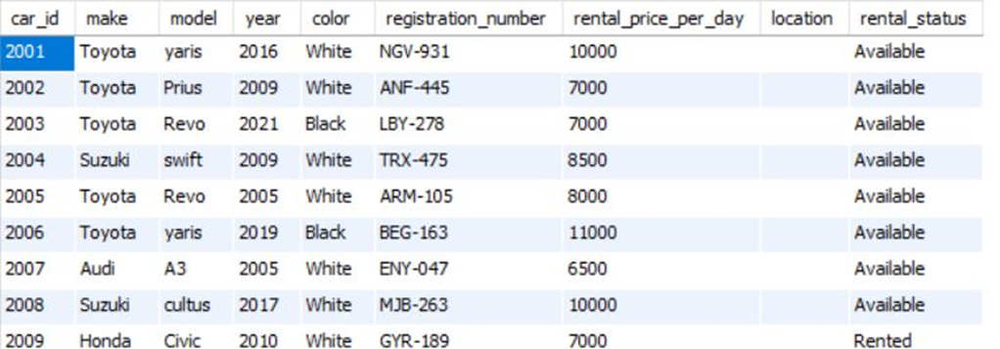 car_id make model year color registration_number rental_price_per_day location rental_status
2001 Toyota yaris 2016 White NGV-931 10000 Available
2002 Toyota Prius 2009 White ANF-445 7000 Available
2003 Toyota Revo 2021 Black LBY-278 7000 Available
2004 Suzuki swift 2009 White TRX-475 8500 Available
2005 Toyota Revo 2005 White ARM-105 8000 Available
2006 Toyota yaris 2019 Black BEG-163 11000 Available
2007 Audi A3 2005 White ENY-047 6500 Available
2008 Suzuki cultus 2017 White MJB-263 10000 Available
2009 Honda Civic 2010 White GYR-189 7000 Rented